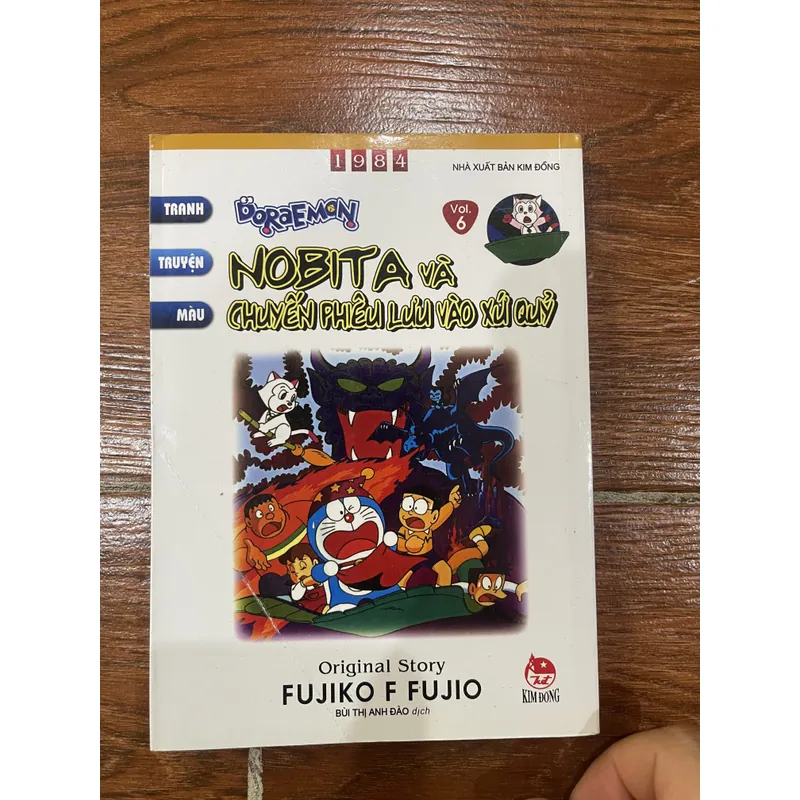 1984
NHÀ XUẤT BẢN KIM ĐỒNG
TRANH
TRUYỆN
MÀU
DORAEMON
Vol.
6
NOBITA VÀ
CHUYẾN PHIÊU LƯU VÀO XỨ QUỶ
Original Story
FUJIKO F FUJIO
BÙI THỊ ANH ĐÀO dịch
KIM ĐỒNG